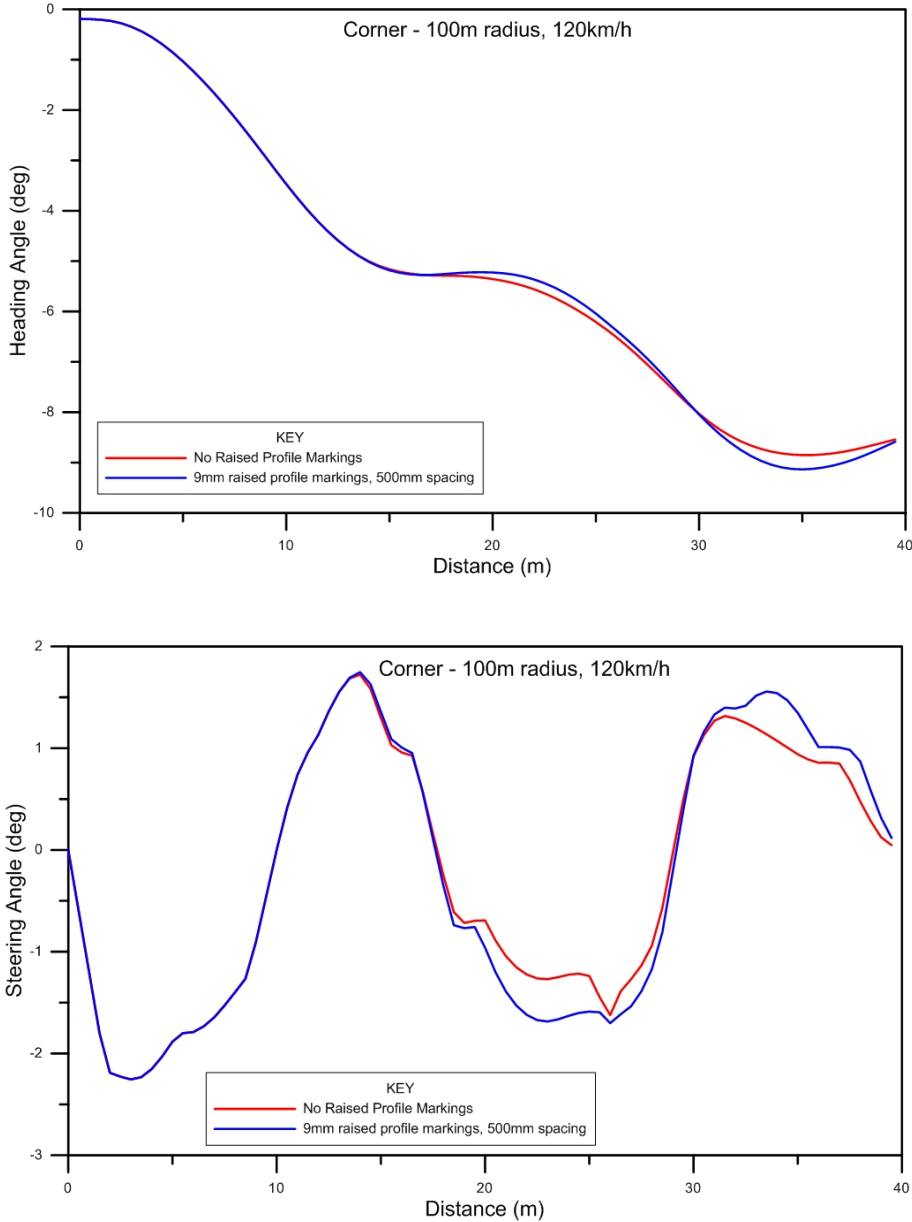 Corner - 100m radius, 120km/h
0
-2
-4
-6
-8
-10
Heading Angle (deg)
KEY
No Raised Profile Markings
9mm raised profile markings, 500mm spacing
0 10 20 30 40
Distance (m)
Corner - 100m radius, 120km/h
2
1
0
-1
-2
-3
Steering Angle (deg)
KEY
No Raised Profile Markings
9mm raised profile markings, 500mm spacing
0 10 20 30 40
Distance (m)